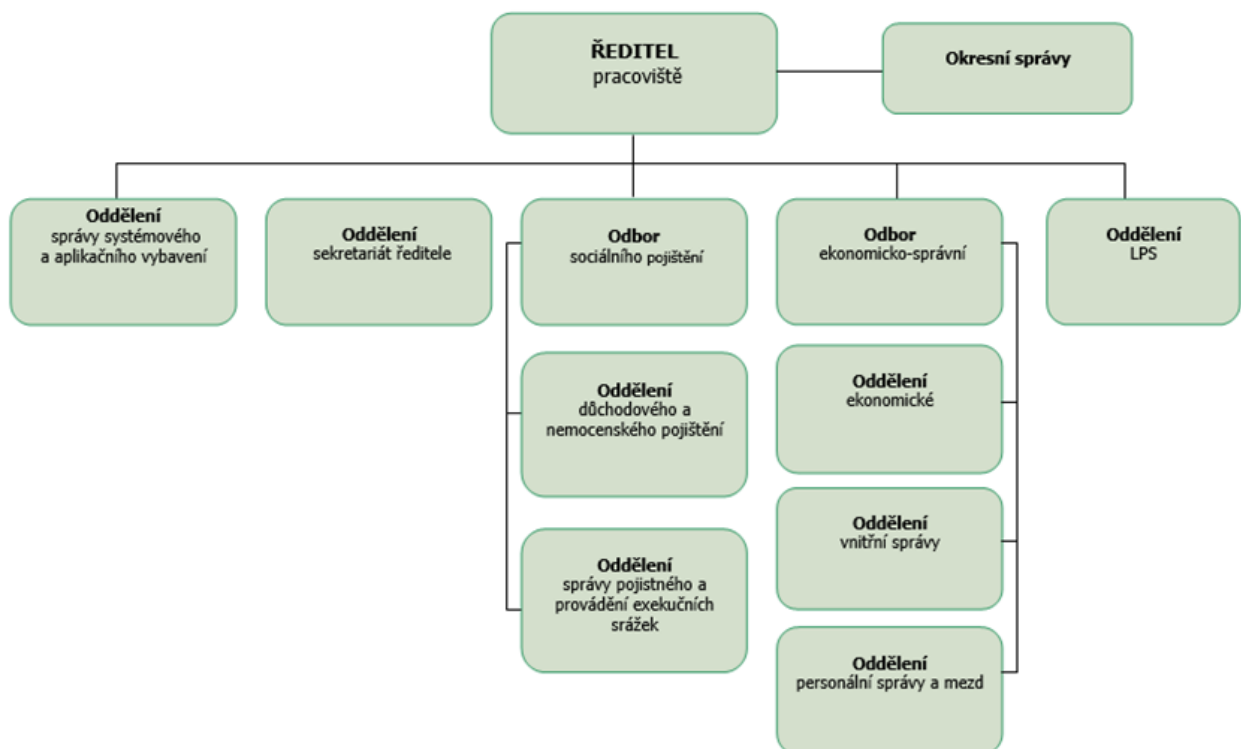 ŘEDITEL
pracoviště
Okresní správy
Oddělení
správy systémového
a aplikačního vybavení
Oddělení
sekretariát ředitele
Odbor
sociálního pojištění
Odbor
ekonomicko-správní
Oddělení
LPS
Oddělení
důchodového a
nemocenského pojištění
Oddělení
ekonomické
Oddělení
vnitřní správy
Oddělení
správy pojistného a
provádění exekučních
srážek
Oddělení
personální správy a mezd